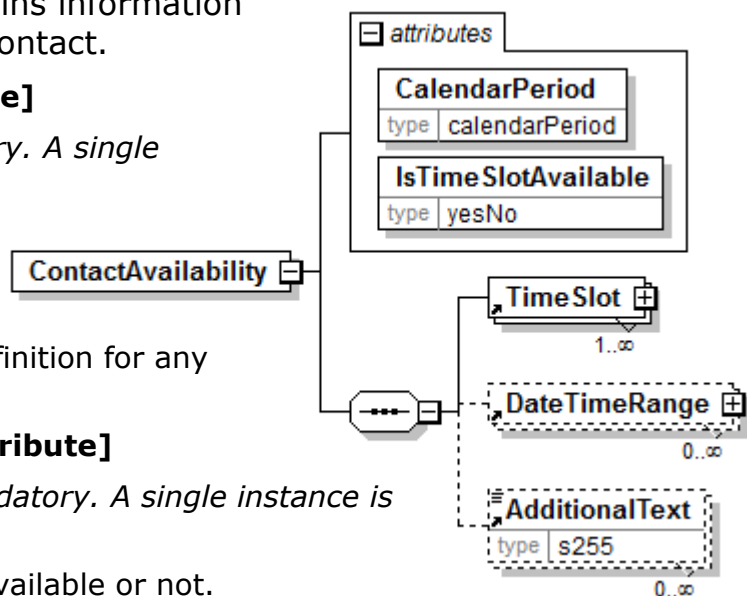 ins information
ontact.
e]
ry. A single
finition for any
ribute]
datory. A single instance is
vailable or not.
attributes
CalendarPeriod
type calendarPeriod
IsTimeSlotAvailable
type yesNo
ContactAvailability
TimeSlot
1..∞
DateTimeRange
0..∞
AdditionalText
type s255
0..∞